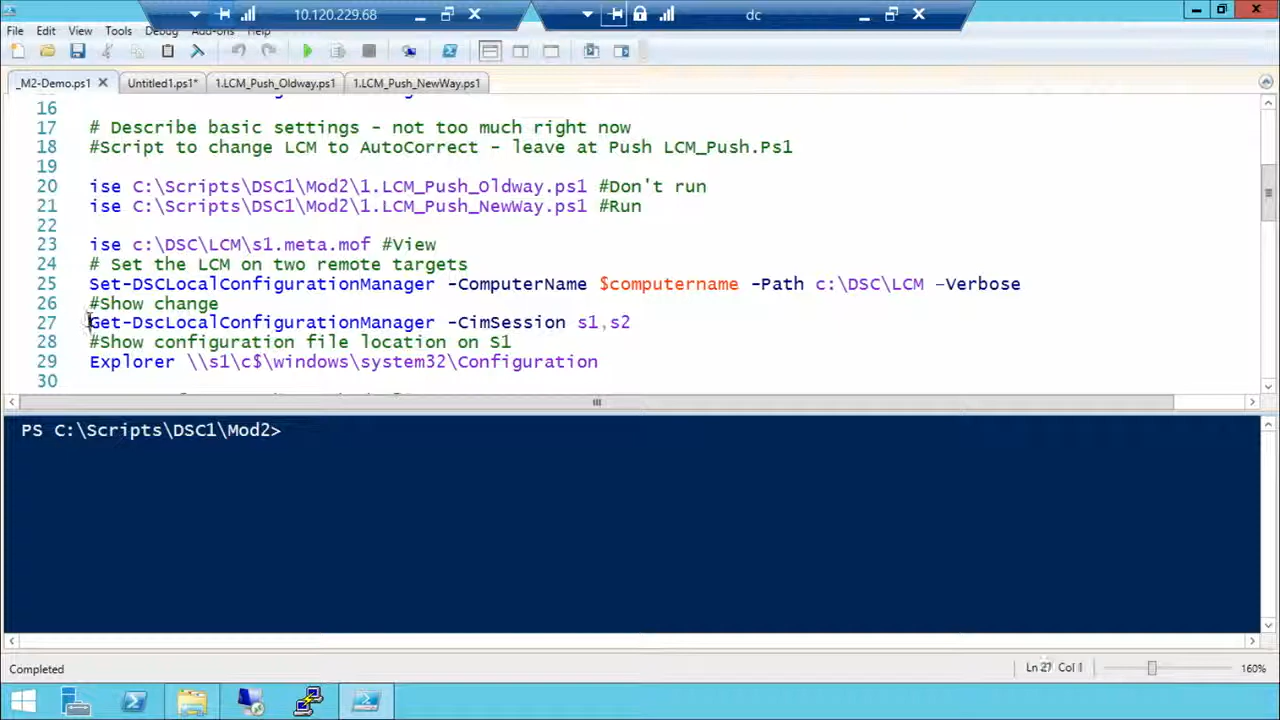 10.120.229.68
dc
File Edit View Tools Debug Add-ons Help
_M2-Demo.ps1
Untitled1.ps1*
1.LCM_Push_Oldway.ps1
1.LCM_Push_NewWay.ps1
16
17 # Describe basic settings - not too much right now
18 #Script to change LCM to AutoCorrect - leave at Push LCM_Push.Ps1
19
20 ise C:\Scripts\DSC1\Mod2\1.LCM_Push_Oldway.ps1 #Don't run
21 ise C:\Scripts\DSC1\Mod2\1.LCM_Push_NewWay.ps1 #Run
22
23 ise c:\DSC\LCM\s1.meta.mof #View
24 # Set the LCM on two remote targets
25 Set-DSCLocalConfigurationManager -ComputerName $computername -Path c:\DSC\LCM –Verbose
26 #Show change
27 Get-DscLocalConfigurationManager -CimSession s1,s2
28 #Show configuration file location on S1
29 Explorer \\s1\c$\windows\system32\Configuration
30
PS C:\Scripts\DSC1\Mod2>
Completed
Ln 27 Col 1
160%